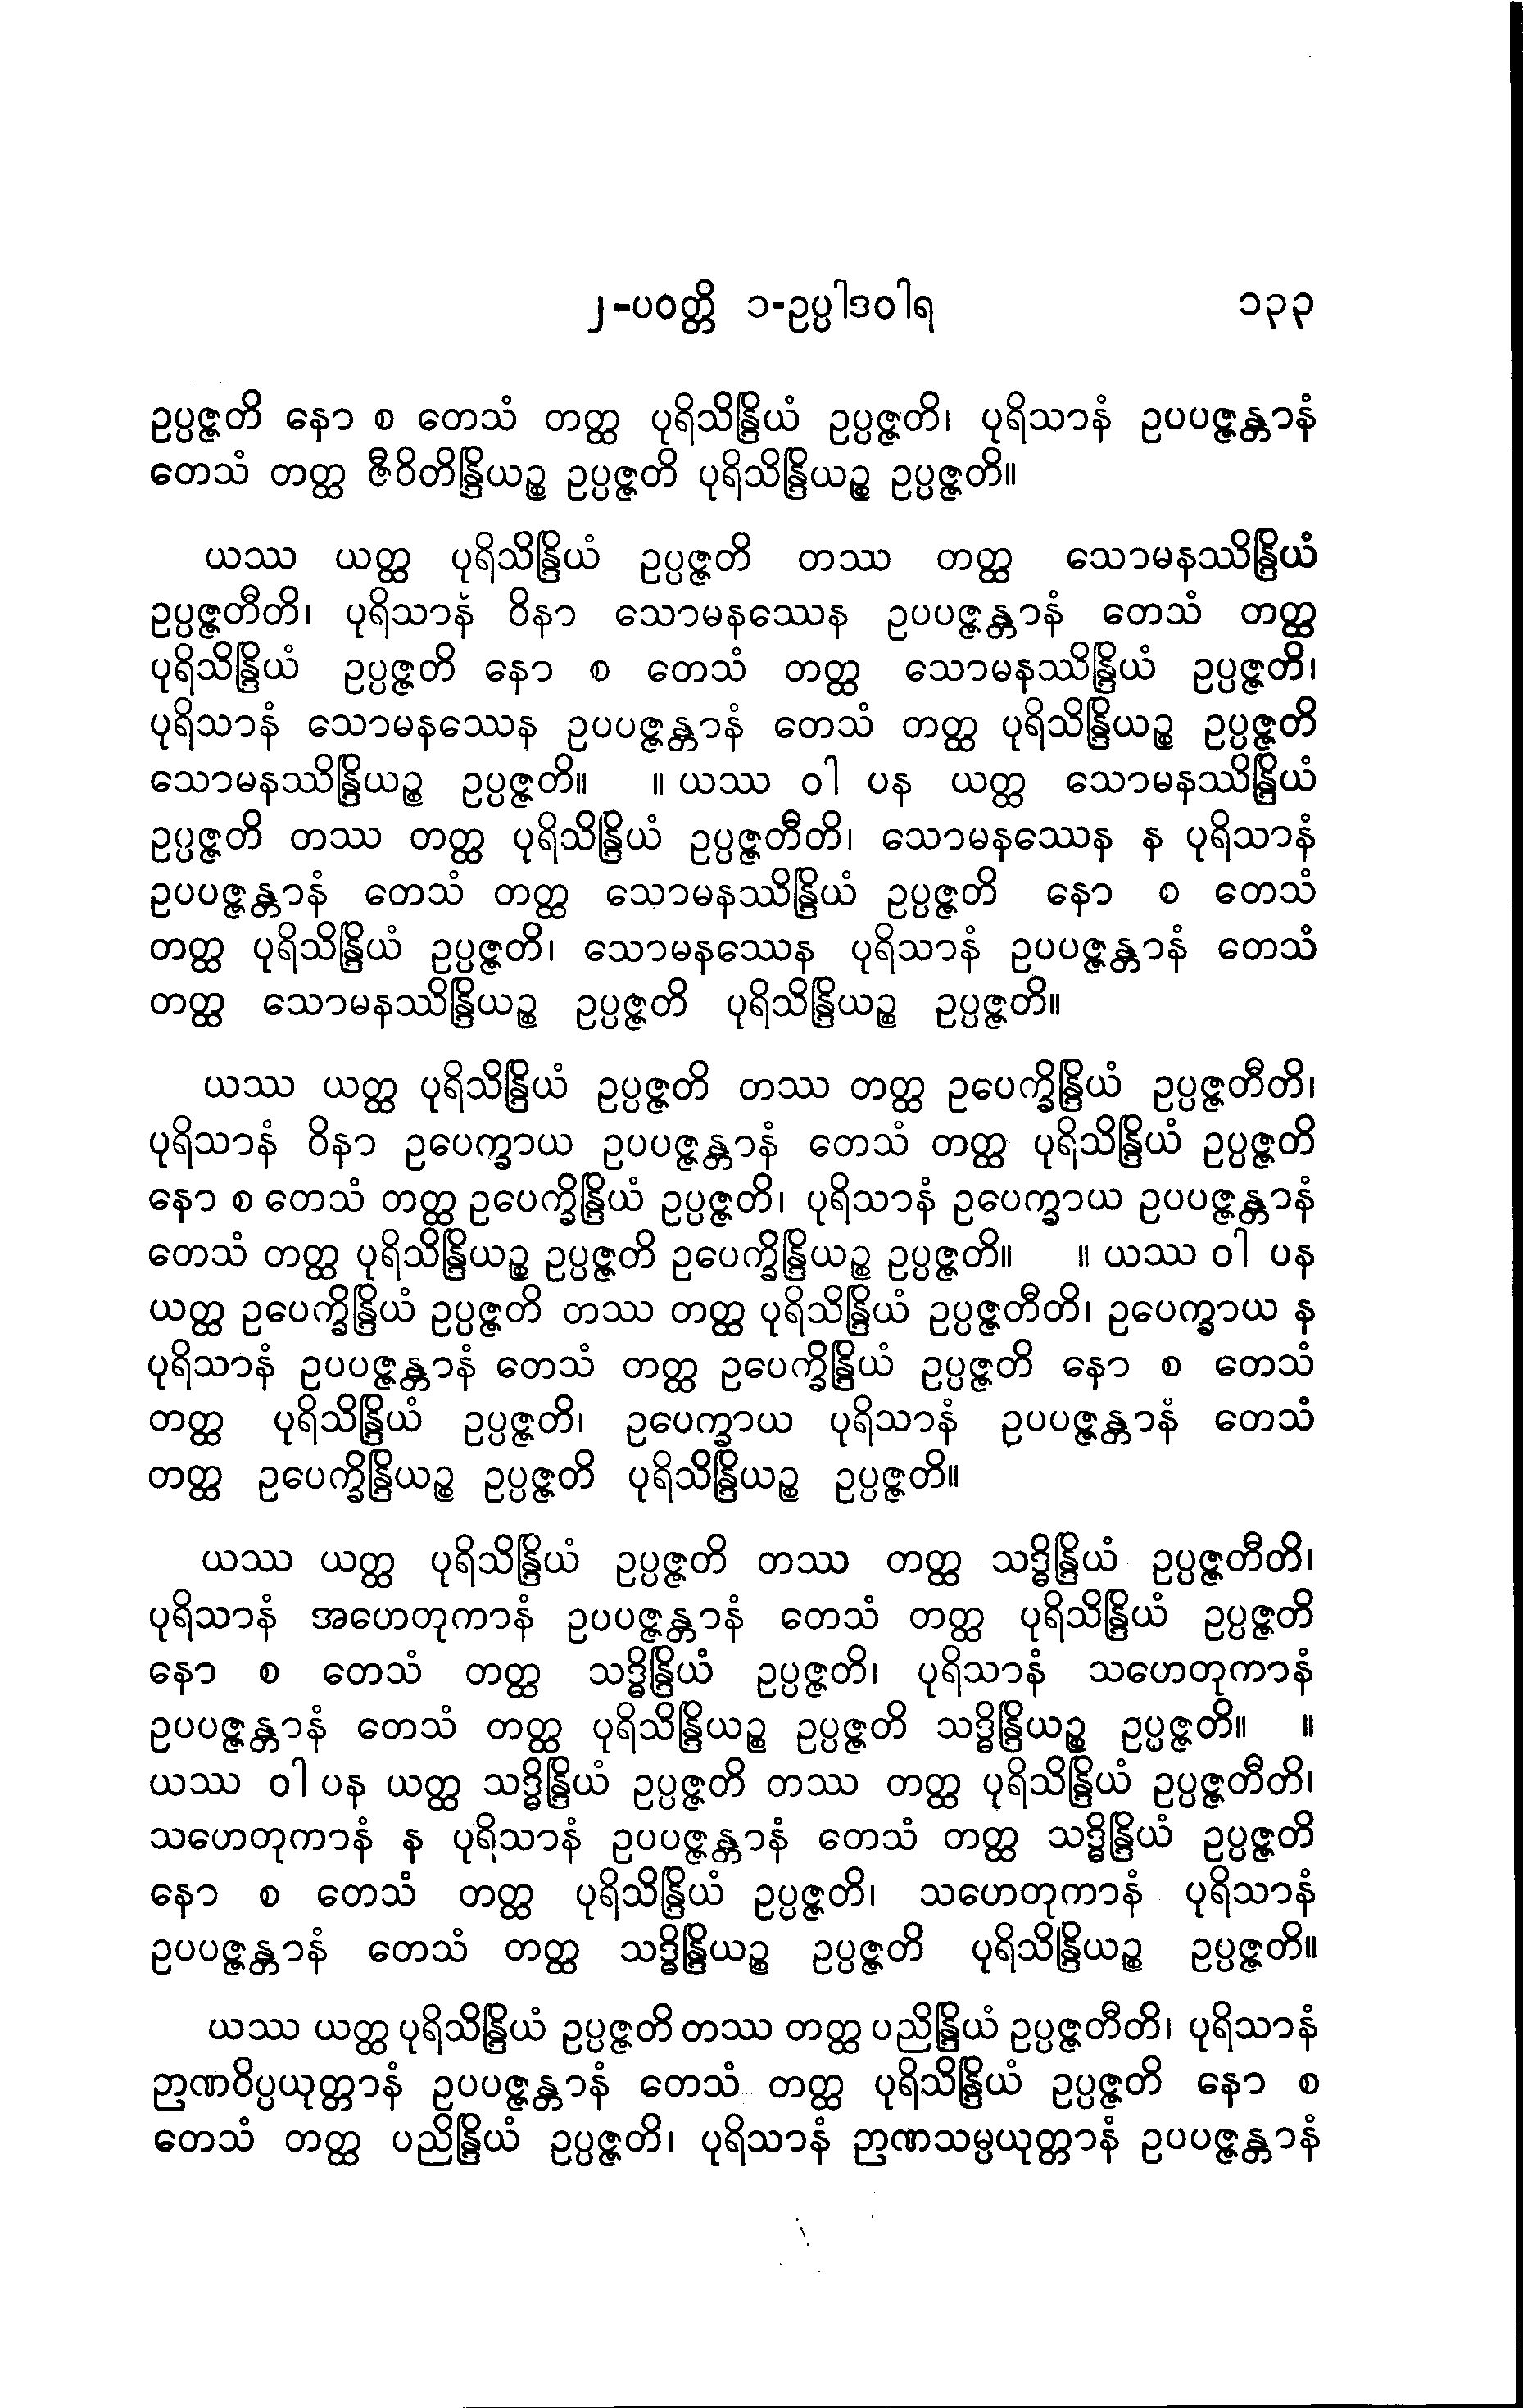 ၂-ပဝတ္တိ ၁-ဥပ္ပါဒဝါရ ၁၃၃
ဥပ္ပဇ္ဇတိ နော စ တေသံ တတ္ထ ပုရိသိန္ဒြိယံ ဥပ္ပဇ္ဇတိ၊ ပုရိသာနံ ဥပပဇ္ဇန္တာနံ
တေသံ တတ္ထ ဇီဝိတိန္ဒြိယဉ္စ ဥပ္ပဇ္ဇတိ ပုရိသိန္ဒြိယဉ္စ ဥပ္ပဇ္ဇတိ။
ယဿ ယတ္ထ ပုရိသိန္ဒြိယံ ဥပ္ပဇ္ဇတိ တဿ တတ္ထ သောမနဿိန္ဒြိယံ
ဥပ္ပဇ္ဇတီတိ၊ ပုရိသာနံ ဝိနာ သောမနဿေန ဥပပဇ္ဇန္တာနံ တေသံ တတ္ထ
ပုရိသိန္ဒြိယံ ဥပ္ပဇ္ဇတိ နော စ တေသံ တတ္ထ သောမနဿိန္ဒြိယံ ဥပ္ပဇ္ဇတိ၊
ပုရိသာနံ သောမနဿေန ဥပပဇ္ဇန္တာနံ တေသံ တတ္ထ ပုရိသိန္ဒြိယဉ္စ ဥပ္ပဇ္ဇတိ
သောမနဿိန္ဒြိယဉ္စ ဥပ္ပဇ္ဇတိ။ ။ ယဿ ဝါ ပန ယတ္ထ သောမနဿိန္ဒြိယံ
ဥပ္ပဇ္ဇတိ တဿ တတ္ထ ပုရိသိန္ဒြိယံ ဥပ္ပဇ္ဇတီတိ၊ သောမနဿေန န ပုရိသာနံ
ဥပပဇ္ဇန္တာနံ တေသံ တတ္ထ သောမနဿိန္ဒြိယံ ဥပ္ပဇ္ဇတိ နော စ တေသံ
တတ္ထ ပုရိသိန္ဒြိယံ ဥပ္ပဇ္ဇတိ၊ သောမနဿေန ပုရိသာနံ ဥပပဇ္ဇန္တာနံ တေသံ
တတ္ထ သောမနဿိန္ဒြိယဉ္စ ဥပ္ပဇ္ဇတိ ပုရိသိန္ဒြိယဉ္စ ဥပ္ပဇ္ဇတိ။
ယဿ ယတ္ထ ပုရိသိန္ဒြိယံ ဥပ္ပဇ္ဇတိ တဿ တတ္ထ ဥပေက္ခိန္ဒြိယံ ဥပ္ပဇ္ဇတီတိ၊
ပုရိသာနံ ဝိနာ ဥပေက္ခာယ ဥပပဇ္ဇန္တာနံ တေသံ တတ္ထ ပုရိသိန္ဒြိယံ ဥပ္ပဇ္ဇတိ
နော စ တေသံ တတ္ထ ဥပေက္ခိန္ဒြိယံ ဥပ္ပဇ္ဇတိ၊ ပုရိသာနံ ဥပေက္ခာယ ဥပပဇ္ဇန္တာနံ
တေသံ တတ္ထ ပုရိသိန္ဒြိယဉ္စ ဥပ္ပဇ္ဇတိ ဥပေက္ခိန္ဒြိယဉ္စ ဥပ္ပဇ္ဇတိ။ ။ ယဿ ဝါ ပန
ယတ္ထ ဥပေက္ခိန္ဒြိယံ ဥပ္ပဇ္ဇတိ တဿ တတ္ထ ပုရိသိန္ဒြိယံ ဥပ္ပဇ္ဇတီတိ၊ ဥပေက္ခာယ န
ပုရိသာနံ ဥပပဇ္ဇန္တာနံ တေသံ တတ္ထ ဥပေက္ခိန္ဒြိယံ ဥပ္ပဇ္ဇတိ နော စ တေသံ
တတ္ထ ပုရိသိန္ဒြိယံ ဥပ္ပဇ္ဇတိ၊ ဥပေက္ခာယ ပုရိသာနံ ဥပပဇ္ဇန္တာနံ တေသံ
တတ္ထ ဥပေက္ခိန္ဒြိယဉ္စ ဥပ္ပဇ္ဇတိ ပုရိသိန္ဒြိယဉ္စ ဥပ္ပဇ္ဇတိ။
ယဿ ယတ္ထ ပုရိသိန္ဒြိယံ ဥပ္ပဇ္ဇတိ တဿ တတ္ထ သဒ္ဓိန္ဒြိယံ ဥပ္ပဇ္ဇတီတိ၊
ပုရိသာနံ အဟေတုကာနံ ဥပပဇ္ဇန္တာနံ တေသံ တတ္ထ ပုရိသိန္ဒြိယံ ဥပ္ပဇ္ဇတိ
နော စ တေသံ တတ္ထ သဒ္ဓိန္ဒြိယံ ဥပ္ပဇ္ဇတိ၊ ပုရိသာနံ သဟေတုကာနံ
ဥပပဇ္ဇန္တာနံ တေသံ တတ္ထ ပုရိသိန္ဒြိယဉ္စ ဥပ္ပဇ္ဇတိ သဒ္ဓိန္ဒြိယဉ္စ ဥပ္ပဇ္ဇတိ။ ။
ယဿ ဝါ ပန ယတ္ထ သဒ္ဓိန္ဒြိယံ ဥပ္ပဇ္ဇတိ တဿ တတ္ထ ပုရိသိန္ဒြိယံ ဥပ္ပဇ္ဇတီတိ၊
သဟေတုကာနံ န ပုရိသာနံ ဥပပဇ္ဇန္တာနံ တေသံ တတ္ထ သဒ္ဓိန္ဒြိယံ ဥပ္ပဇ္ဇတိ
နော စ တေသံ တတ္ထ ပုရိသိန္ဒြိယံ ဥပ္ပဇ္ဇတိ၊ သဟေတုကာနံ ပုရိသာနံ
ဥပပဇ္ဇန္တာနံ တေသံ တတ္ထ သဒ္ဓိန္ဒြိယဉ္စ ဥပ္ပဇ္ဇတိ ပုရိသိန္ဒြိယဉ္စ ဥပ္ပဇ္ဇတိ။
ယဿ ယတ္ထ ပုရိသိန္ဒြိယံ ဥပ္ပဇ္ဇတိ တဿ တတ္ထ ပညိန္ဒြိယံ ဥပ္ပဇ္ဇတီတိ၊ ပုရိသာနံ
ဉာဏဝိပ္ပယုတ္တာနံ ဥပပဇ္ဇန္တာနံ တေသံ တတ္ထ ပုရိသိန္ဒြိယံ ဥပ္ပဇ္ဇတိ နော စ
တေသံ တတ္ထ ပညိန္ဒြိယံ ဥပ္ပဇ္ဇတိ၊ ပုရိသာနံ ဉာဏသမ္ပယုတ္တာနံ ဥပပဇ္ဇန္တာနံ